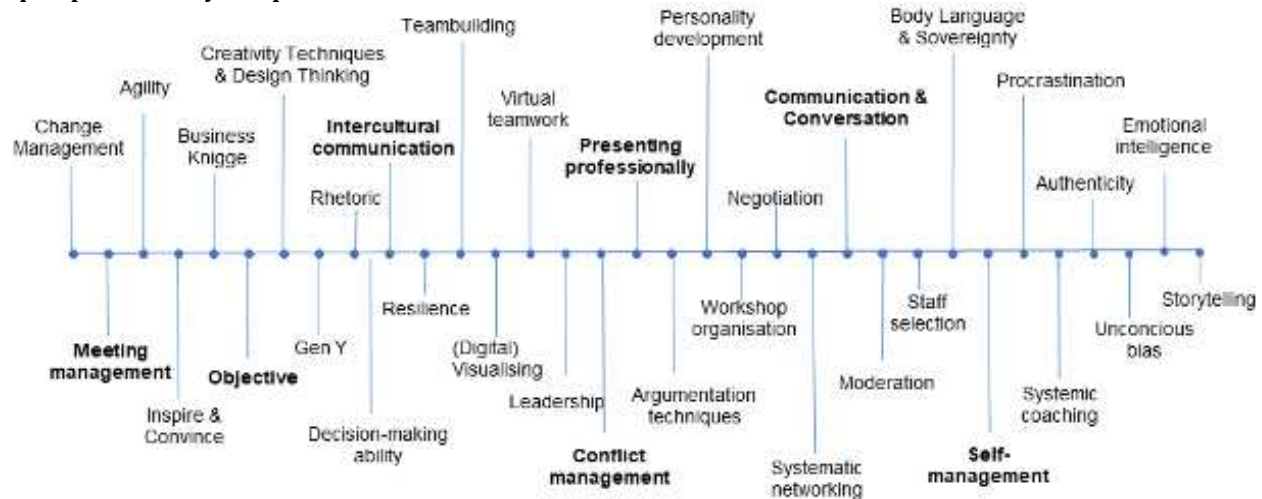 Change
Management
Agility
Business
Knigge
Creativity Techniques
& Design Thinking
Rhetoric
Intercultural
communication
Teambuilding
Virtual
teamwork
Presenting
professionally
Personality
development
Negotiation
Communication &
Conversation
Body Language
& Sovereignty
Procrastination
Authenticity
Emotional
intelligence
Meeting
management
Inspire &
Convince
Objective
Gen Y
Decision-making
ability
Resilience
(Digital)
Visualising
Leadership
Conflict
management
Argumentation
techniques
Workshop
organisation
Systematic
networking
Moderation
Staff
selection
Self-
management
Systemic
coaching
Unconcious
bias
Storytelling